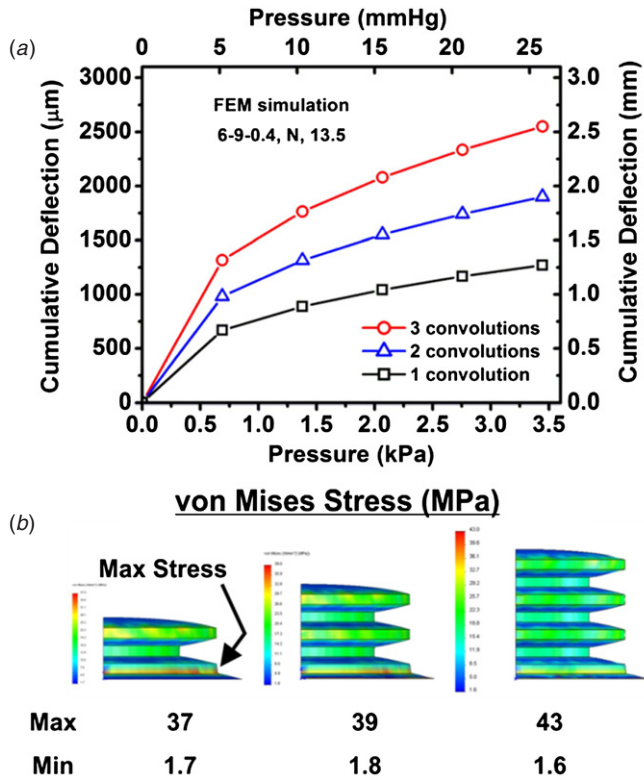 Pressure (mmHg)
0 5 10 15 20 25
(a)
3000 3.0
FEM simulation
2500 2.5
6-9-0.4, N, 13.5
2000 2.0
1500 1.5
1000 1.0
3 convolutions
500 0.5
2 convolutions
1 convolution
0 0.0
Cumulative Deflection (μm)
Cumulative Deflection (mm)
0.0 0.5 1.0 1.5 2.0 2.5 3.0 3.5
Pressure (kPa)
von Mises Stress (MPa)
(b)
Max Stress
43.0
Max 37 39 43
Min 1.7 1.8 1.6